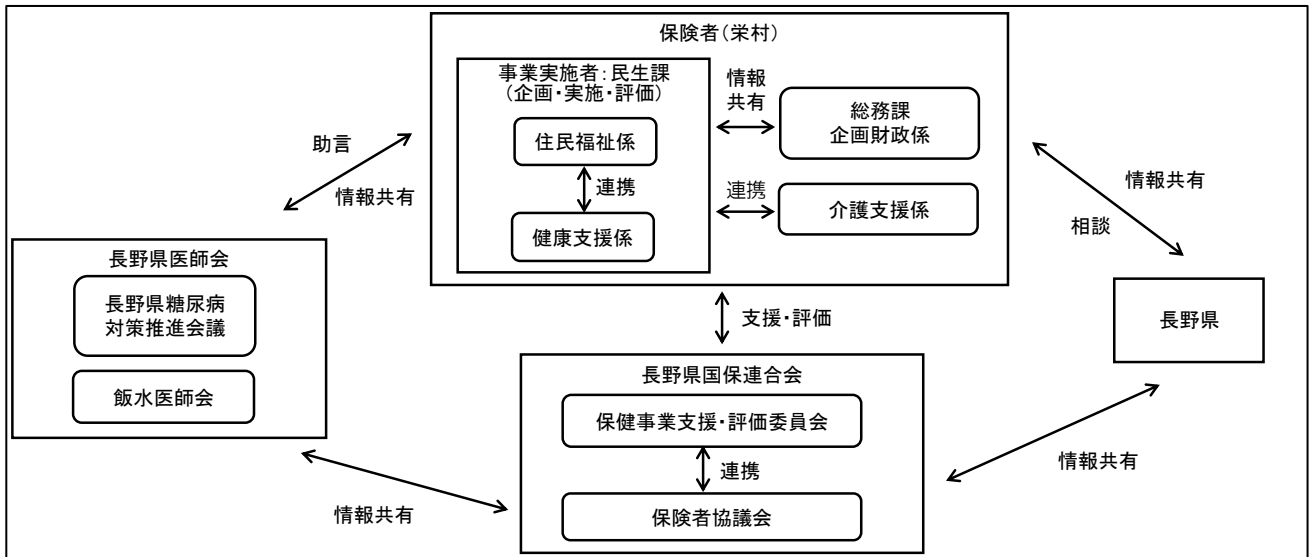 保険者(栄村)
事業実施者:民生課
(企画・実施・評価)
住民福祉係
連携
健康支援係
情報
共有
総務課
企画財政係
連携
介護支援係
助言
情報共有
情報共有
相談
長野県医師会
長野県糖尿病
対策推進会議
飯水医師会
支援・評価
長野県
長野県国保連合会
保健事業支援・評価委員会
連携
保険者協議会
情報共有
情報共有